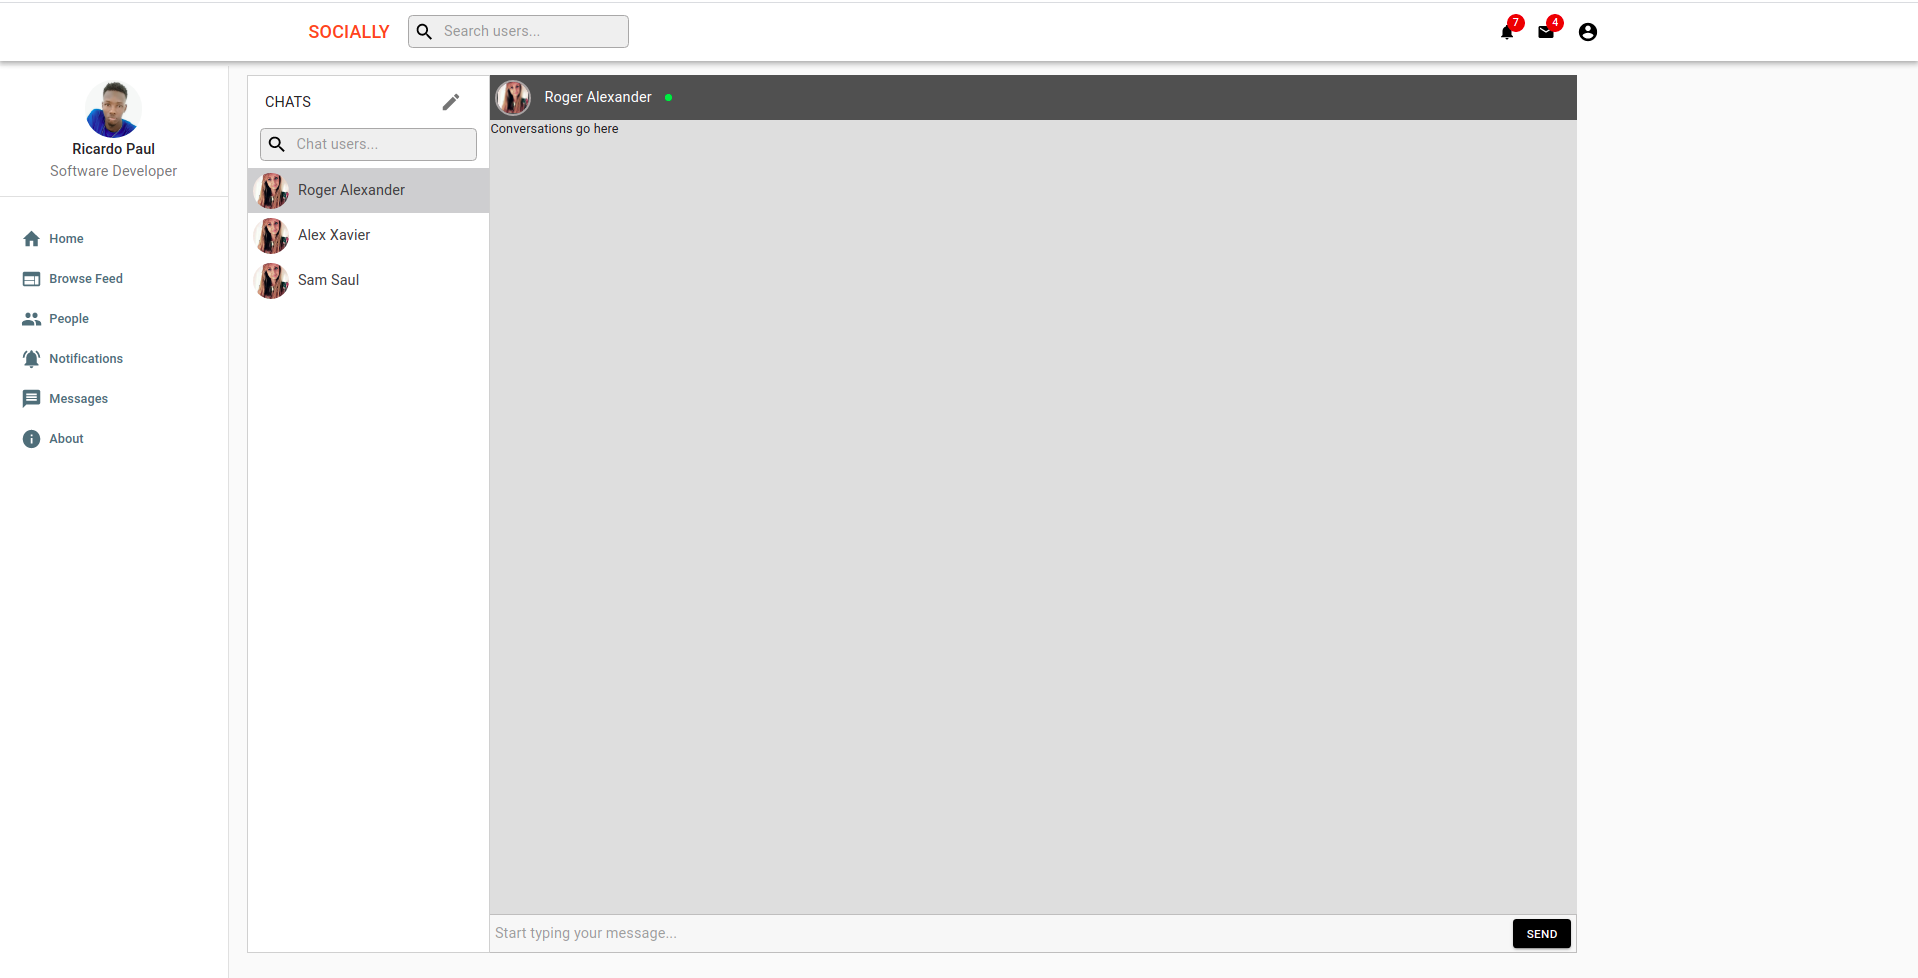 SOCIALLY
Search users...
7
4
Ricardo Paul
Software Developer
Home
Browse Feed
People
Notifications
Messages
About
CHATS
Chat users...
Roger Alexander
Alex Xavier
Sam Saul
Roger Alexander
Conversations go here
Start typing your message...
SEND